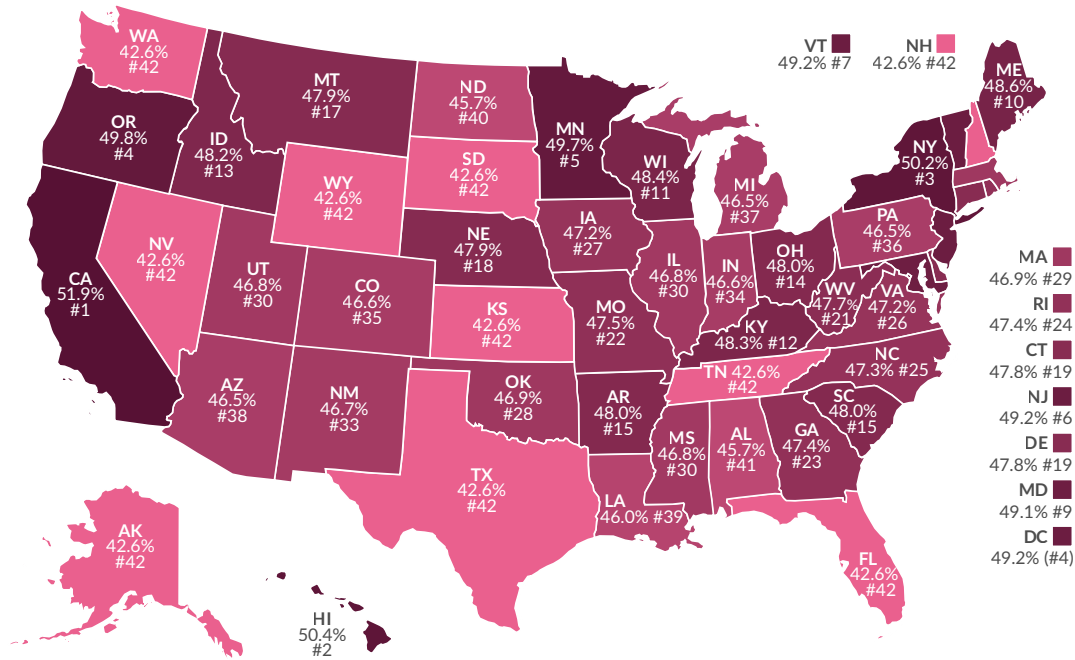 WA
42.6%
#42
VT
49.2% #7
NH
42.6% #42
ME
48.6%
#10
MT
47.9%
#17
ND
45.7%
#40
MN
49.7%
#5
OR
49.8%
#4
ID
48.2%
#13
WI
48.4%
#11
NY
50.2%
#3
SD
42.6%
#42
WY
42.6%
#42
MI
46.5%
#37
IA
47.2%
#27
PA
46.5%
#36
NE
47.9%
#18
NV
42.6%
#42
OH
48.0%
#14
IL
46.8%
#30
IN
46.6%
#34
UT
46.8%
#30
CO
46.6%
#35
CA
51.9%
#1
WV
47.7%
#21
VA
47.2%
#26
MA
46.9% #29
RI
47.4% #24
CT
47.8% #19
NJ
49.2% #6
DE
47.8% #19
MD
49.1% #9
DC
49.2% (#4)
KS
42.6%
#42
MO
47.5%
#22
KY
48.3% #12
NC
47.3% #25
TN 42.6%
#42
AZ
46.5%
#38
NM
46.7%
#33
OK
46.9%
#28
AR
48.0%
#15
SC
48.0%
#15
MS
46.8%
#30
AL
45.7%
#41
GA
47.4%
#23
TX
42.6%
#42
LA
46.0% #39
AK
42.6%
#42
FL
42.6%
#42
HI
50.4%
#2